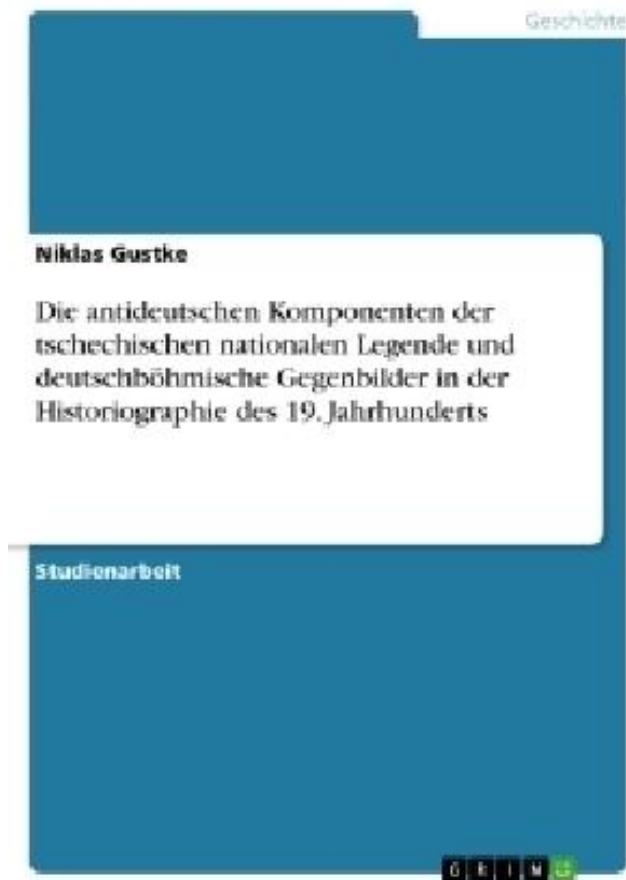 Geschichte
Niklas Gustke
Die antideutschen Komponenten der
tschechischen nationalen Legende und
deutschböhmische Gegenbilder in der
Historiographie des 19. Jahrhunderts
Studienarbeit
GRIN